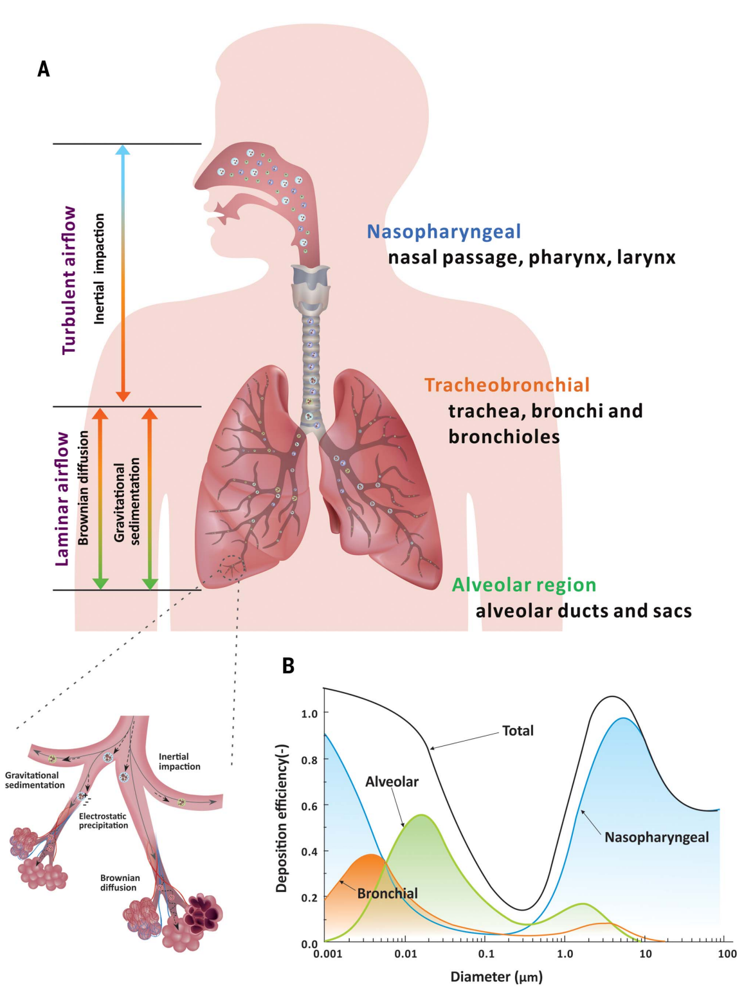 A
Turbulent airflow
Inertial impaction
Nasopharyngeal
nasal passage, pharynx, larynx
Tracheobronchial
trachea, bronchi and
bronchioles
Laminar airflow
Brownian diffusion
Gravitational
sedimentation
Alveolar region
alveolar ducts and sacs
Inertial
impaction
Gravitational
sedimentation
Electrostatic
precipitation
Brownian
diffusion
B
Deposition efficiency(-)
1.0
0.8
0.6
0.4
0.2
0.0
Total
Alveolar
Nasopharyngeal
Bronchial
0.001
0.01
0.1
1.0
10
100
Diameter (μm)